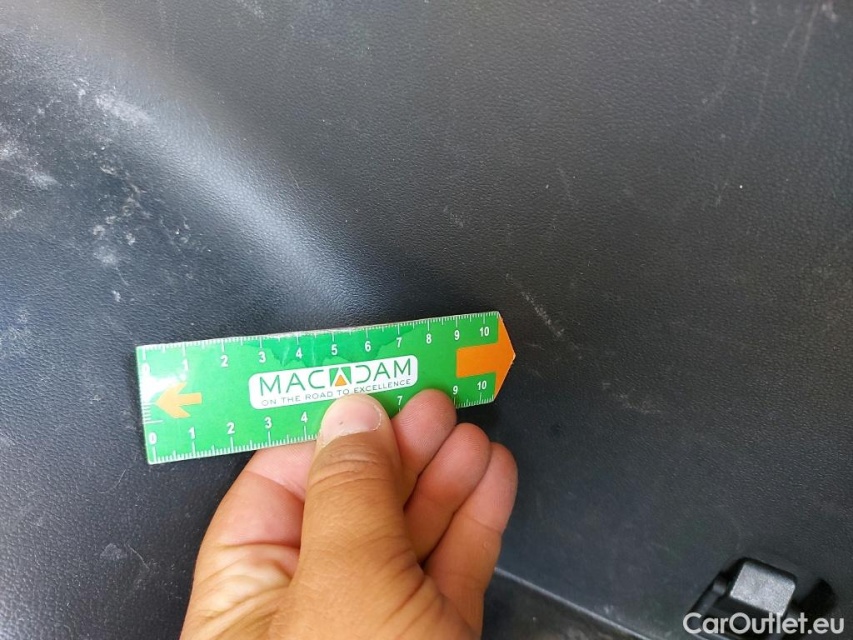 1 2 3 4 5 6 7 8 9 10
MACADAM
ON THE ROAD TO EXCELLENCE
0 1 2 3 4 7 9 10
CarOutlet.eu